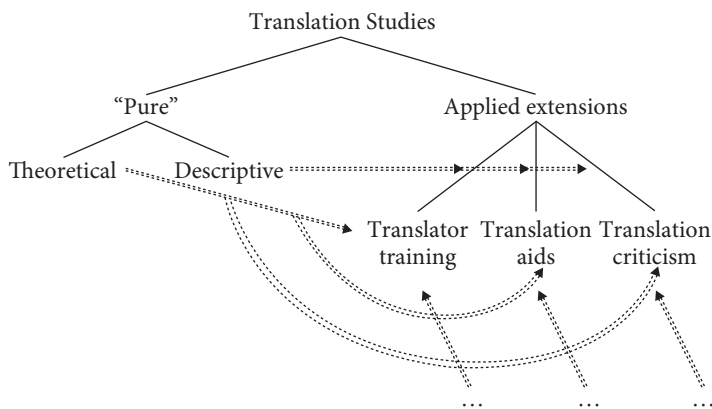 Translation Studies
“Pure”
Applied extensions
Theoretical
Descriptive
Translator
training
Translation
aids
Translation
criticism
…
…
…